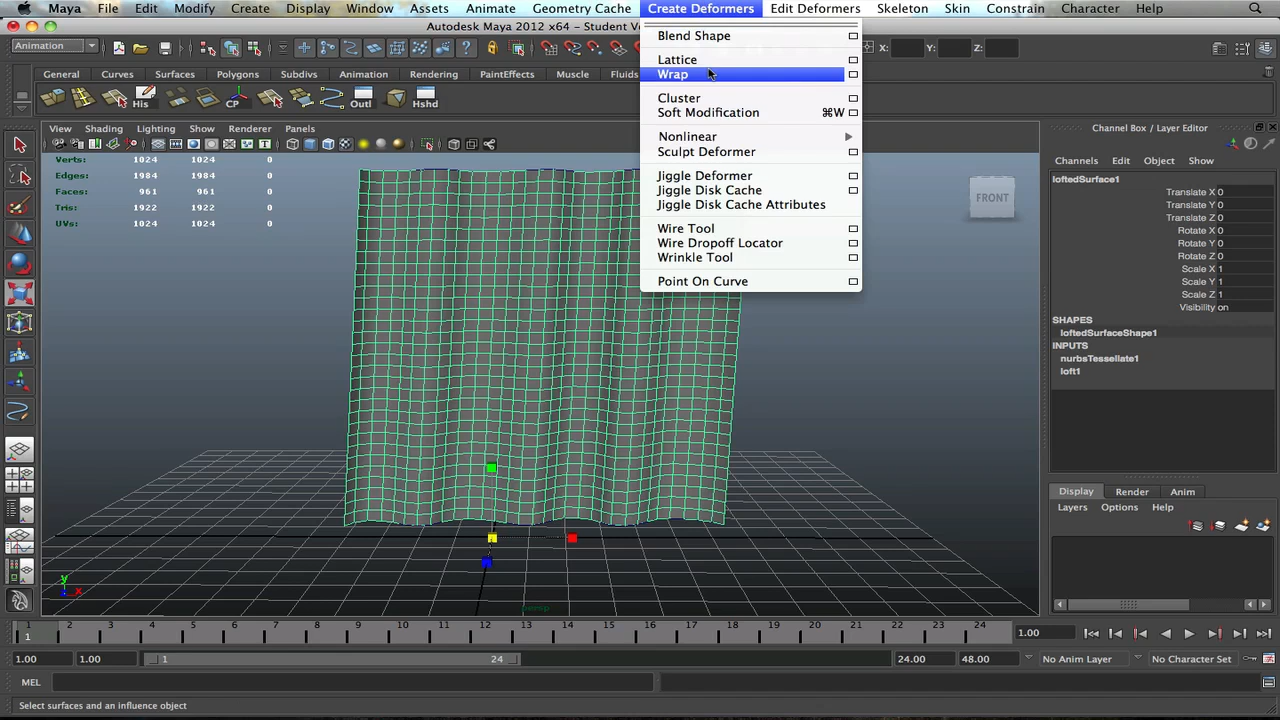 Maya File Edit Modify Create Display Window Assets Animate Geometry Cache Create Deformers Edit Deformers Skeleton Skin Constrain Character Help
Autodesk Maya 2012 x64 - Student Ve
Animation
X: Y: Z:
General Curves Surfaces Polygons Subdivs Animation Rendering PaintEffects Muscle Fluids
His CP Outl Hshd
View Shading Lighting Show Renderer Panels
Verts: 1024 1024 0
Edges: 1984 1984 0
Faces: 961 961 0
Tris: 1922 1922 0
UVs: 1024 1024 0
FRONT
Blend Shape
Lattice
Wrap
Cluster
Soft Modification ⌘W
Nonlinear
Sculpt Deformer
Jiggle Deformer
Jiggle Disk Cache
Jiggle Disk Cache Attributes
Wire Tool
Wire Dropoff Locator
Wrinkle Tool
Point On Curve
Channel Box / Layer Editor
Channels Edit Object Show
loftedSurface1
Translate X 0
Translate Y 0
Translate Z 0
Rotate X 0
Rotate Y 0
Rotate Z 0
Scale X 1
Scale Y 1
Scale Z 1
Visibility on
SHAPES
loftedSurfaceShape1
INPUTS
nurbsTessellate1
loft1
Display Render Anim
Layers Options Help
y
x
persp
1 2 3 4 5 6 7 8 9 10 11 12 13 14 15 16 17 18 19 20 21 22 23 24
1
1.00
1.00 1.00 1 24 24.00 48.00 No Anim Layer No Character Set
MEL
Select surfaces and an influence object